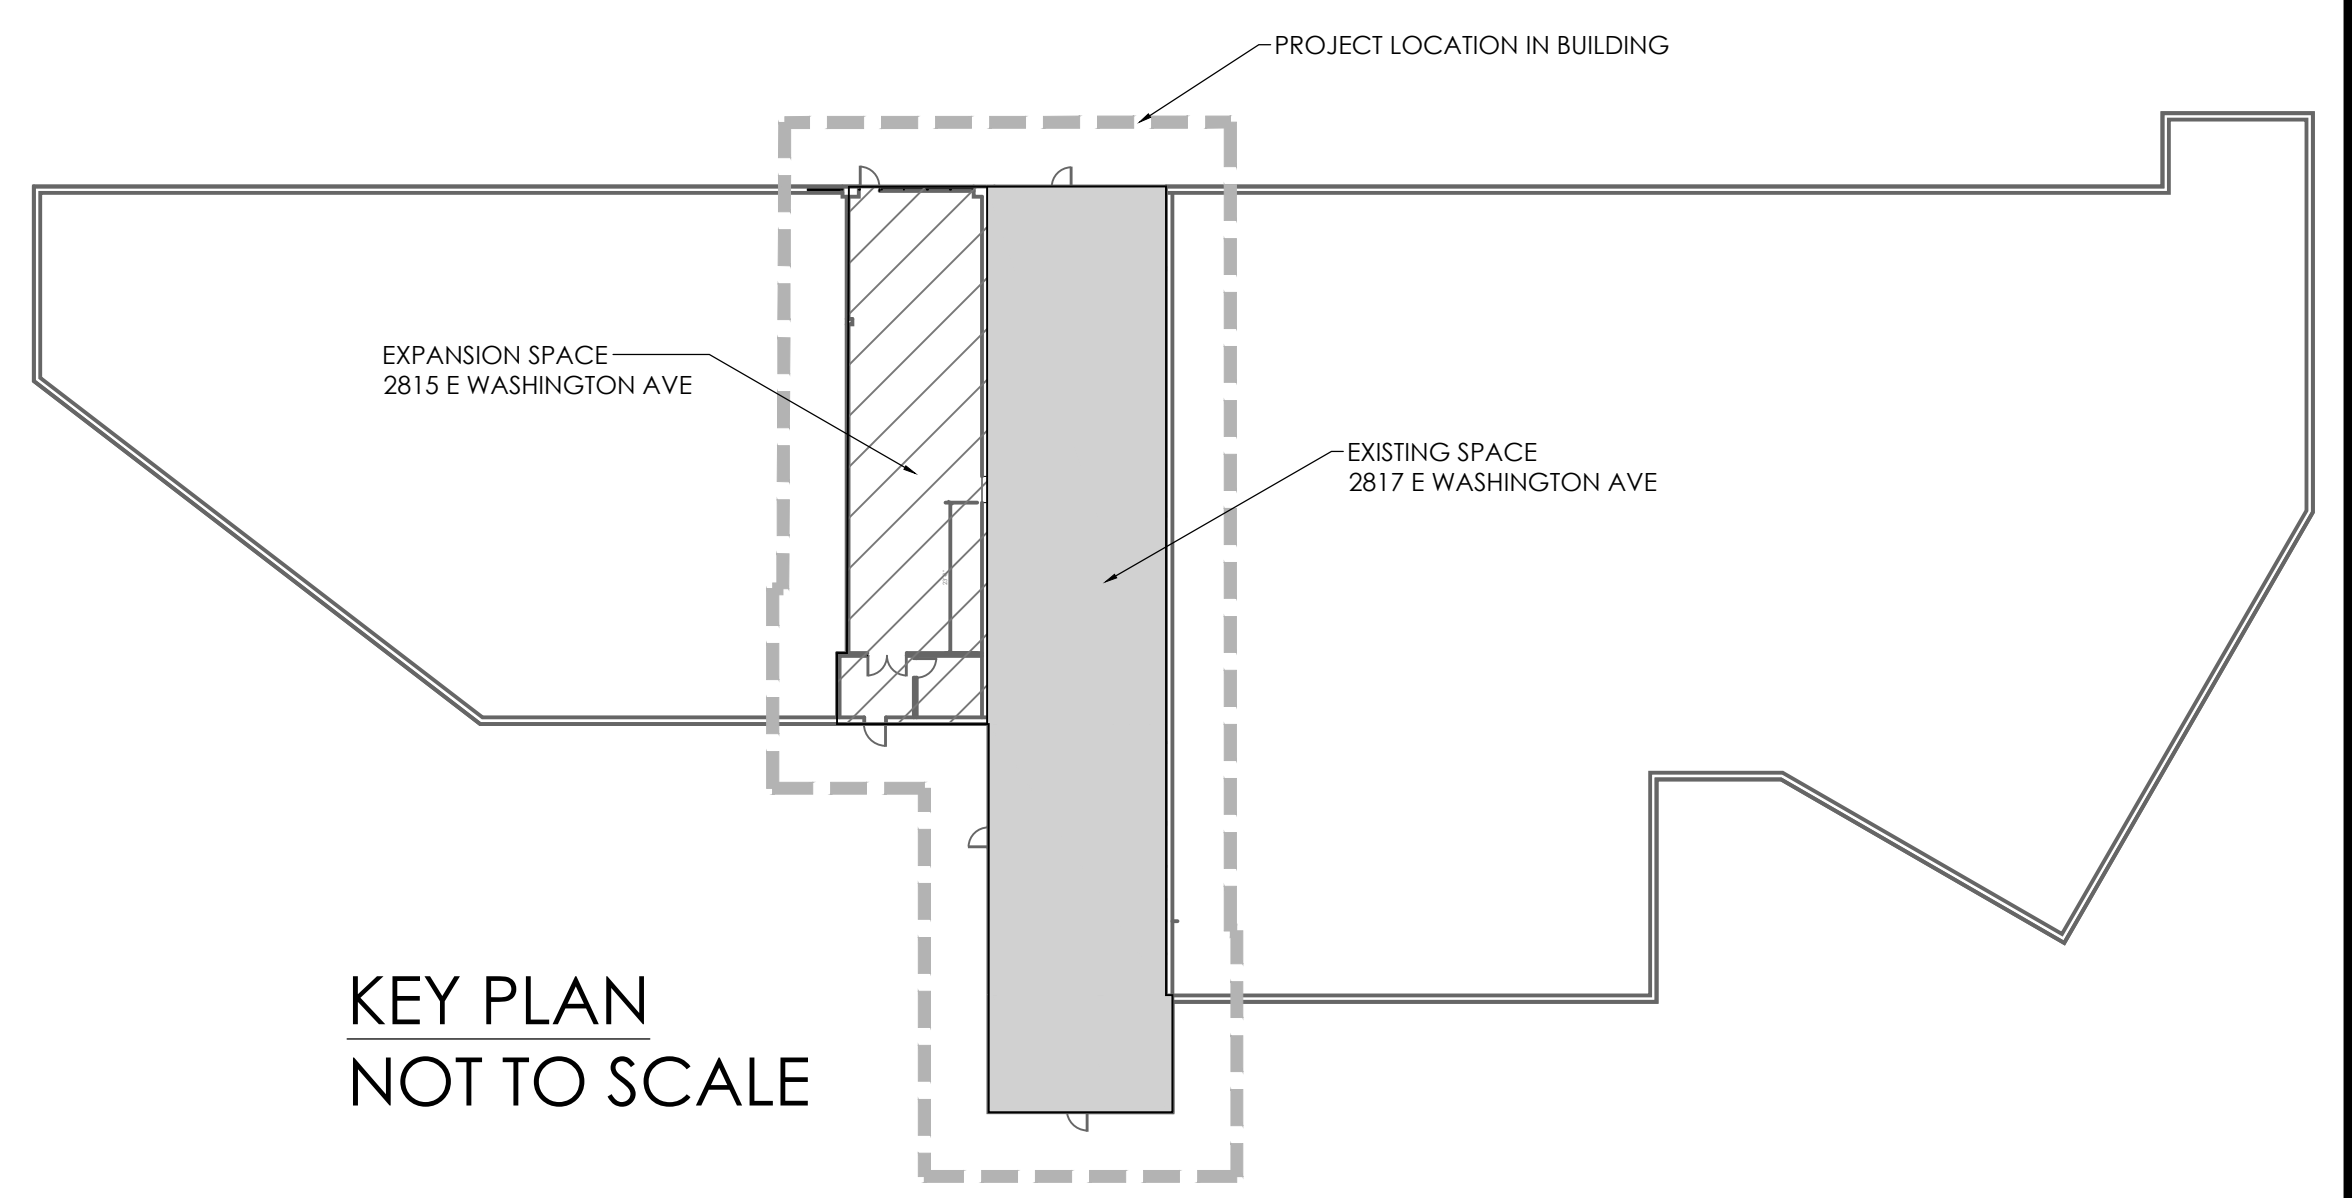 PROJECT LOCATION IN BUILDING
EXPANSION SPACE
2815 E WASHINGTON AVE
EXISTING SPACE
2817 E WASHINGTON AVE
KEY PLAN
NOT TO SCALE